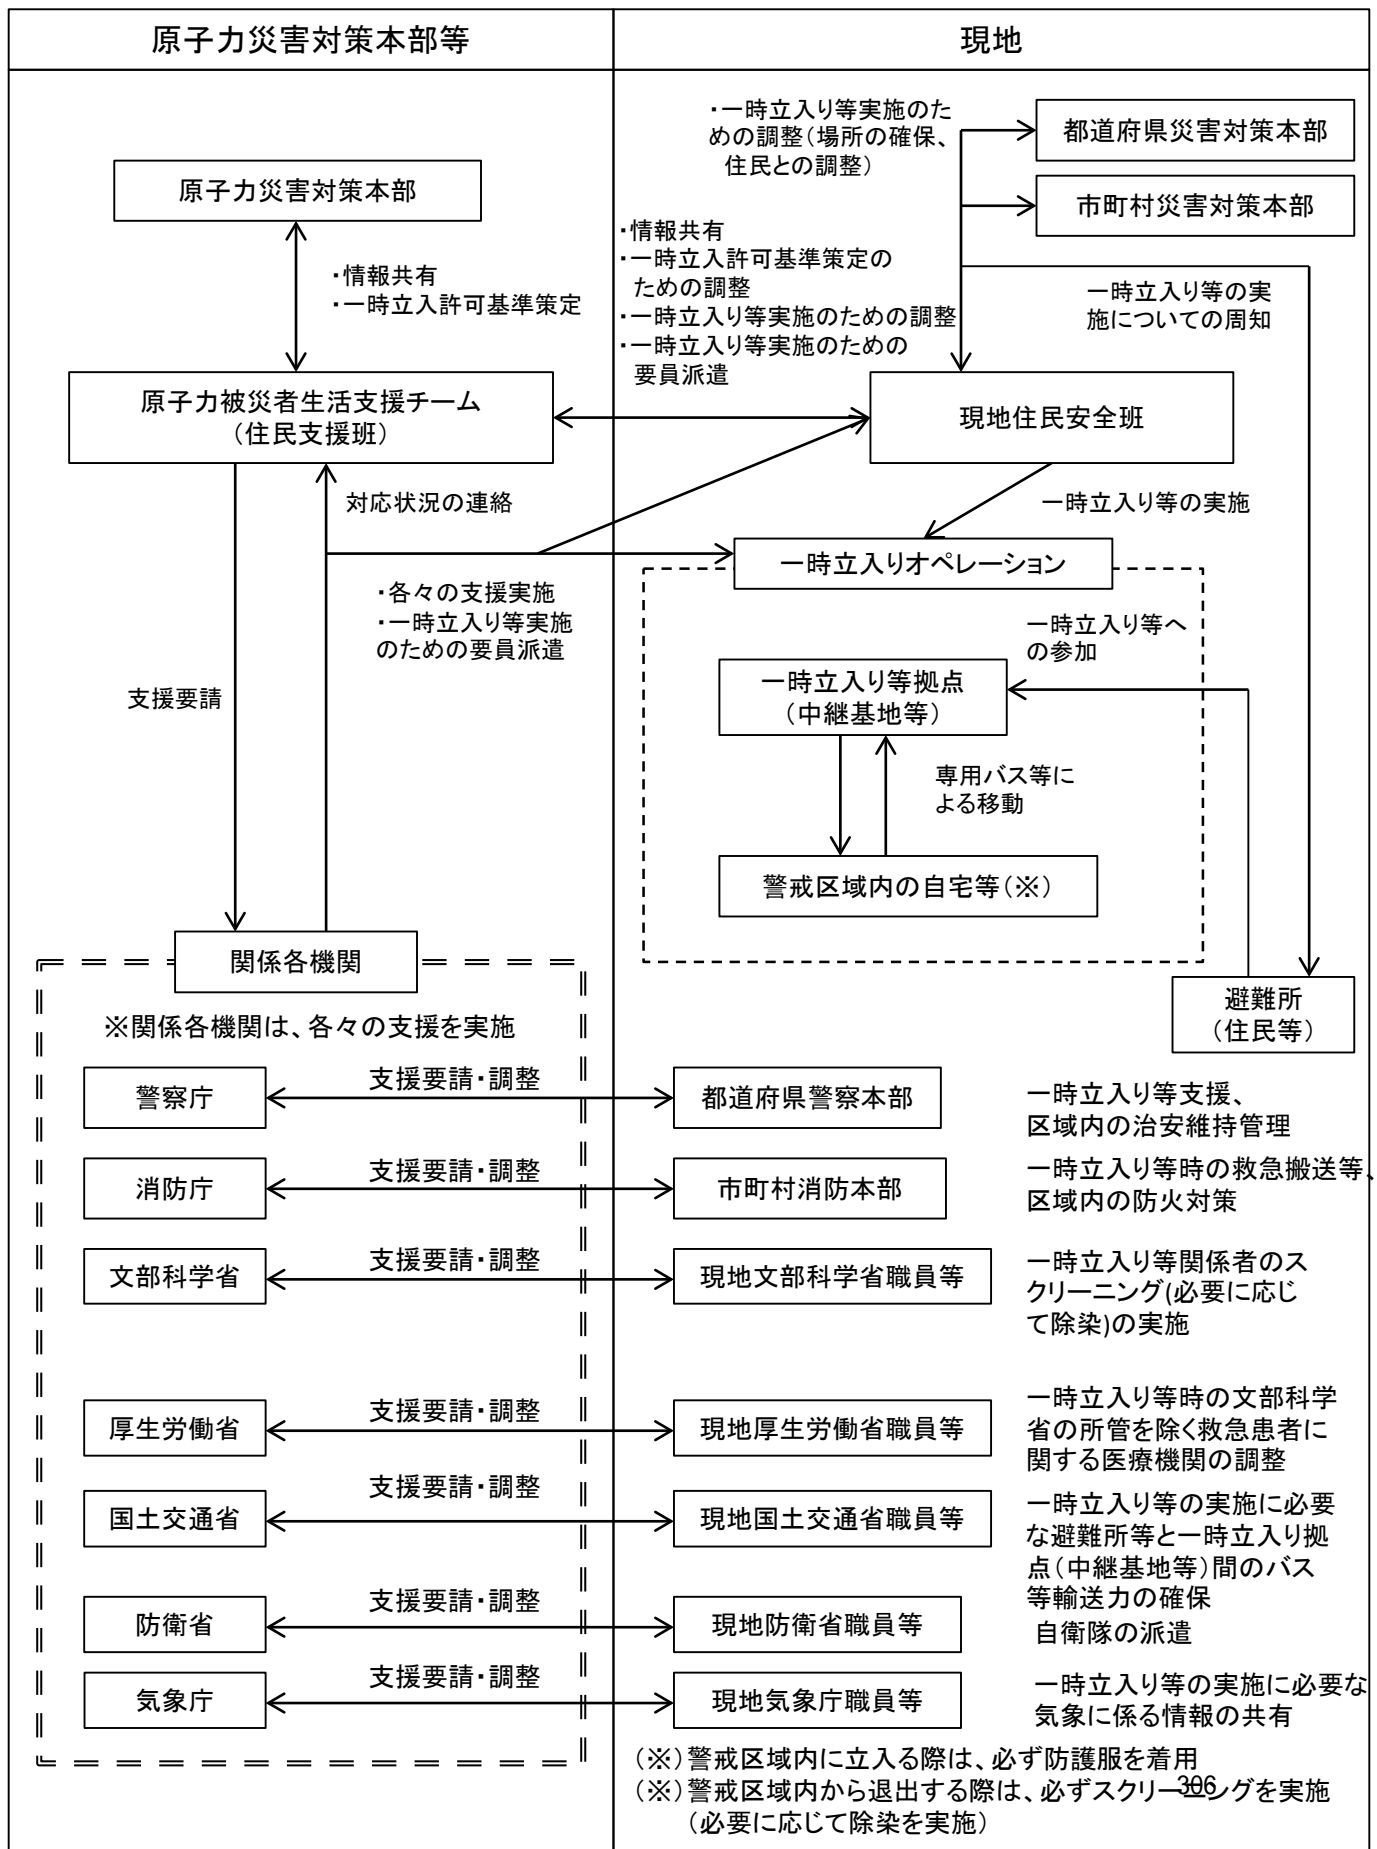 原子力災害対策本部等
現地
・一時立入り等実施のた
めの調整（場所の確保、
住民との調整）
都道府県災害対策本部
原子力災害対策本部
市町村災害対策本部
・情報共有
・一時立入許可基準策定
・情報共有
・一時立入許可基準策定の
ための調整
・一時立入り等実施のための調整
・一時立入り等実施のための
要員派遣
一時立入り等の実
施についての周知
原子力被災者生活支援チーム
（住民支援班）
現地住民安全班
対応状況の連絡
一時立入り等の実施
一時立入りオペレーション
・各々の支援実施
・一時立入り等実施
のための要員派遣
一時立入り等へ
の参加
支援要請
一時立入り等拠点
（中継基地等）
専用バス等に
よる移動
警戒区域内の自宅等（※）
関係各機関
避難所
（住民等）
※関係各機関は、各々の支援を実施
警察庁
支援要請・調整
都道府県警察本部
一時立入り等支援、
区域内の治安維持管理
消防庁
支援要請・調整
市町村消防本部
一時立入り等時の救急搬送等、
区域内の防火対策
文部科学省
支援要請・調整
現地文部科学省職員等
一時立入り等関係者のス
クリーニング(必要に応じ
て除染)の実施
厚生労働省
支援要請・調整
現地厚生労働省職員等
一時立入り等時の文部科学
省の所管を除く救急患者に
関する医療機関の調整
国土交通省
支援要請・調整
現地国土交通省職員等
一時立入り等の実施に必要
な避難所等と一時立入り拠
点（中継基地等）間のバス
等輸送力の確保
防衛省
支援要請・調整
現地防衛省職員等
自衛隊の派遣
気象庁
支援要請・調整
現地気象庁職員等
一時立入り等の実施に必要な
気象に係る情報の共有
（※）警戒区域内に立入る際は、必ず防護服を着用
（※）警戒区域内から退出する際は、必ずスクリーニングを実施
（必要に応じて除染を実施）
306